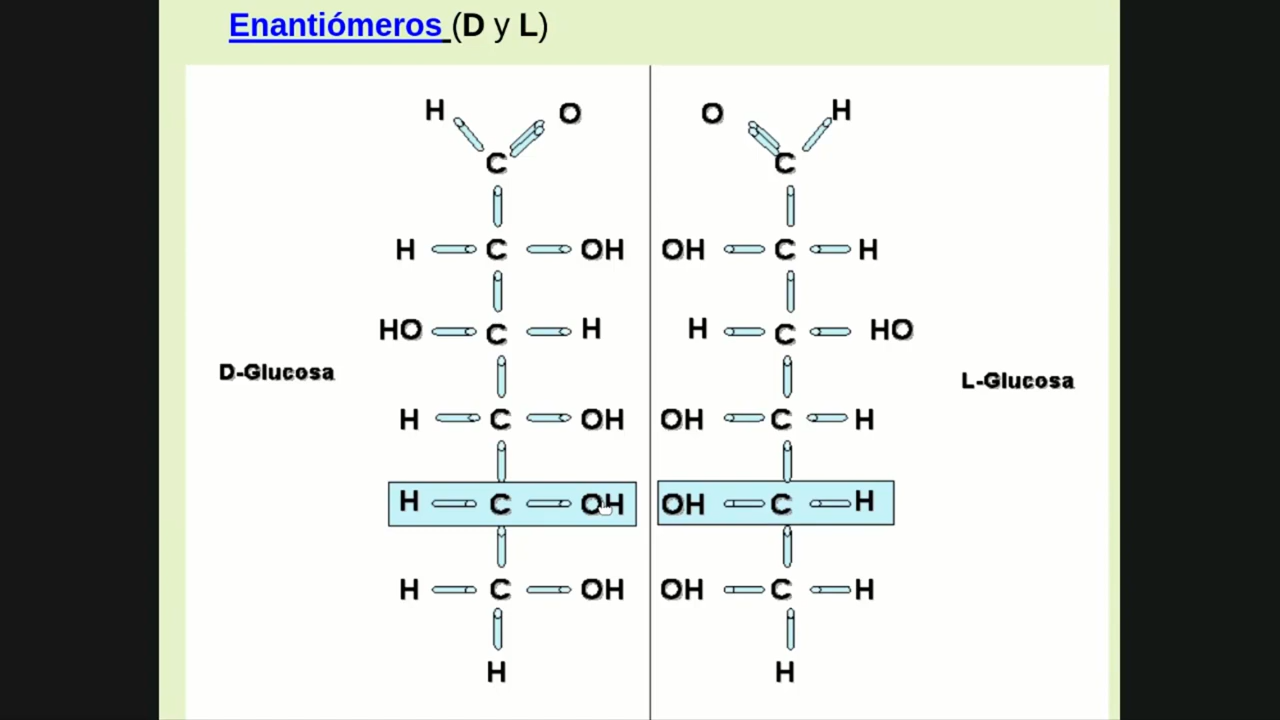 Enantiómeros (D y L)
H O O H
C C
H C OH OH C H
HO C H H C HO
D-Glucosa L-Glucosa
H C OH OH C H
H C OH OH C H
H C OH OH C H
H H